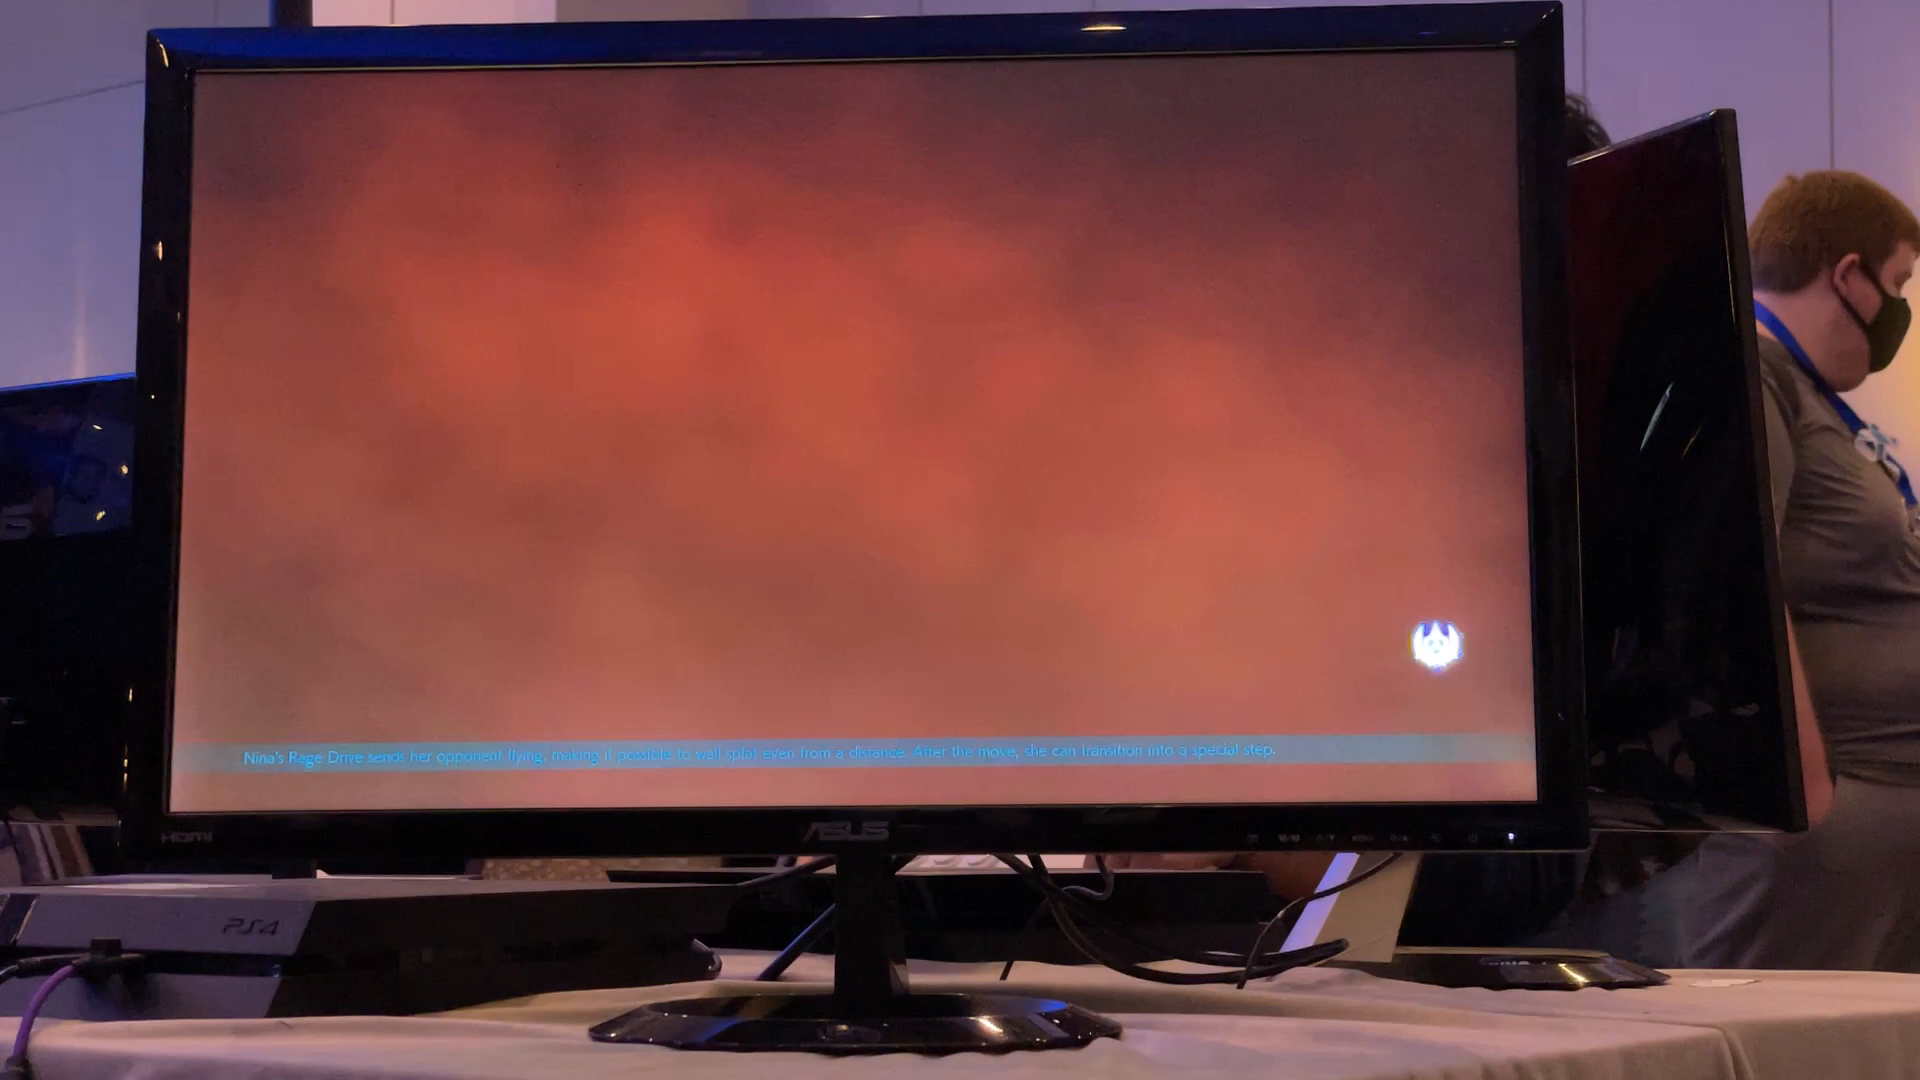 Nina's Rage Drive sends her opponent flying, making it possible to wall splat even from a distance. After the move, she can transition into a special step.
HDMI
ASUS
PS4